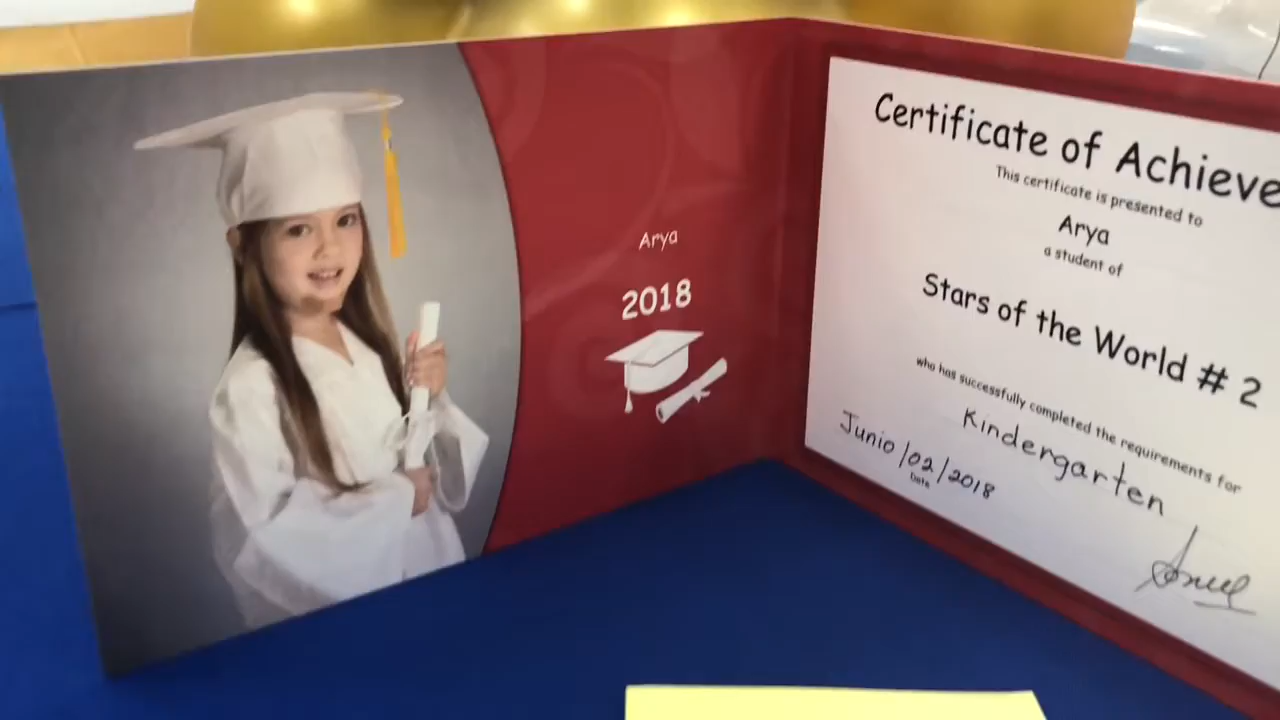 Arya
2018
Certificate of Achieve
This certificate is presented to
Arya
a student of
Stars of the World # 2
who has successfully completed the requirements for
Kindergarten
Junio/02/2018
Date